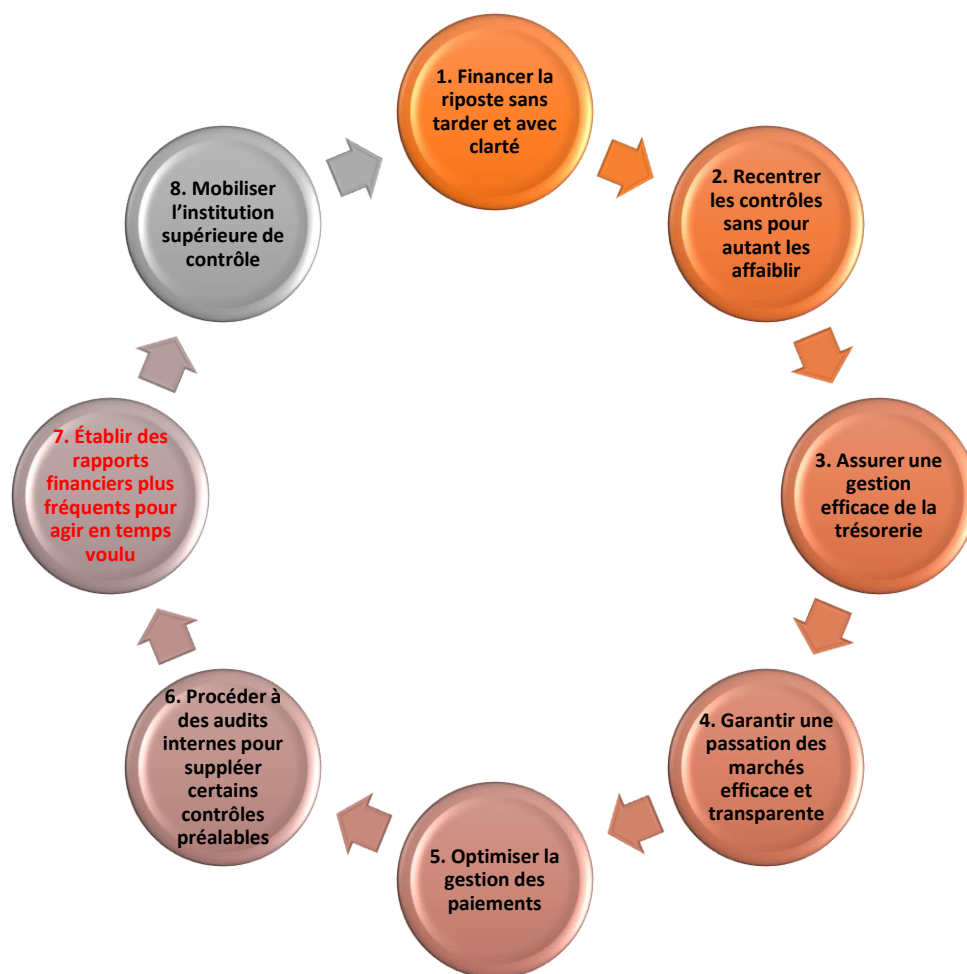 1. Financer la
riposte sans
tarder et avec
clarté
2. Recentrer
les contrôles
sans pour
autant les
affaiblir
3. Assurer une
gestion
efficace de la
trésorerie
4. Garantir une
passation des
marchés
efficace et
transparente
5. Optimiser la
gestion des
paiements
6. Procéder à
des audits
internes pour
suppléer
certains
contrôles
préalables
7. Établir des
rapports
financiers plus
fréquents pour
agir en temps
voulu
8. Mobiliser
l’institution
supérieure de
contrôle